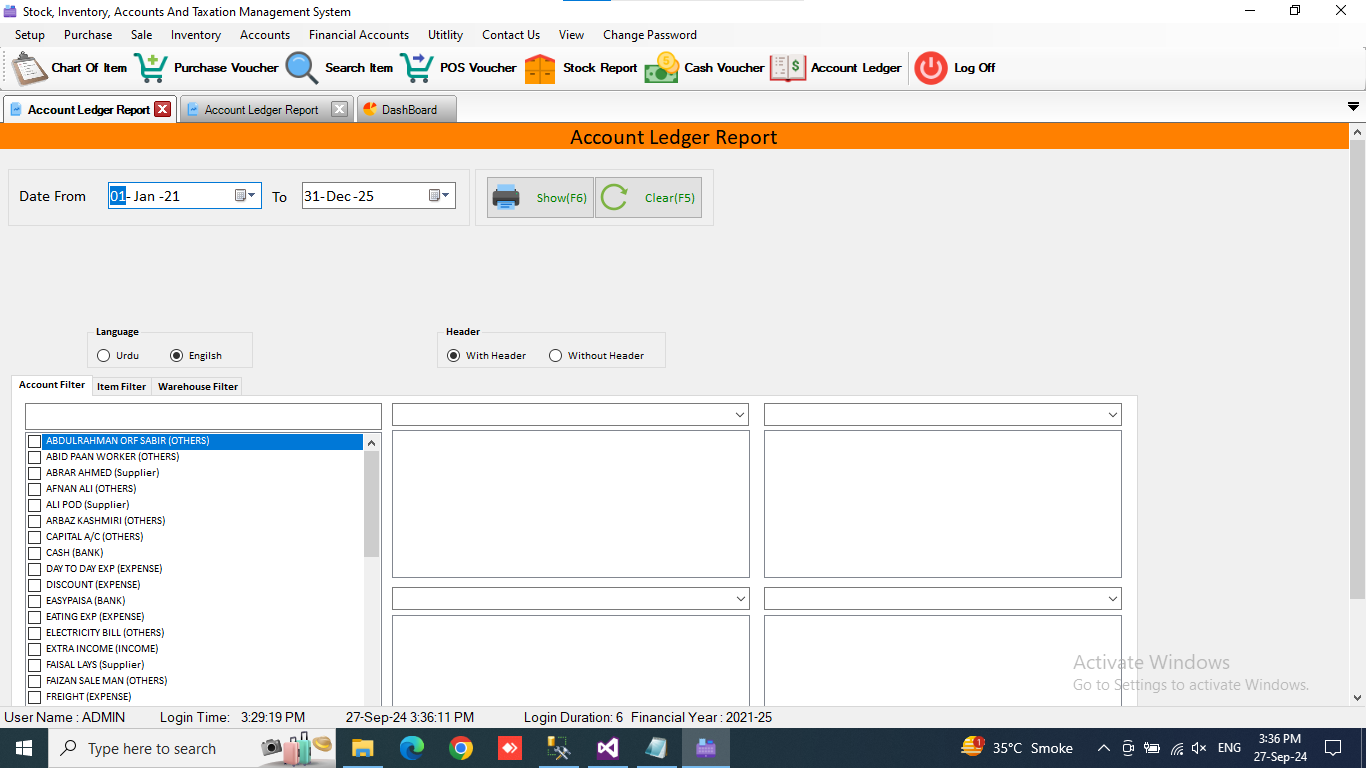 Stock, Inventory, Accounts And Taxation Management System
Setup Purchase Sale Inventory Accounts Financial Accounts Utitlity Contact Us View Change Password
Chart Of Item Purchase Voucher Search Item POS Voucher Stock Report Cash Voucher Account Ledger Log Off
Account Ledger Report Account Ledger Report DashBoard
Account Ledger Report
Date From 01-Jan-21 To 31-Dec-25 Show(F6) Clear(F5)
Language Header
Urdu Engilsh With Header Without Header
Account Filter Item Filter Warehouse Filter
ABDULRAHMAN ORF SABIR (OTHERS)
ABID PAAN WORKER (OTHERS)
ABRAR AHMED (Supplier)
AFNAN ALI (OTHERS)
ALI POD (Supplier)
ARBAZ KASHMIRI (OTHERS)
CAPITAL A/C (OTHERS)
CASH (BANK)
DAY TO DAY EXP (EXPENSE)
DISCOUNT (EXPENSE)
EASYPAISA (BANK)
EATING EXP (EXPENSE)
ELECTRICITY BILL (OTHERS)
EXTRA INCOME (INCOME)
FAISAL LAYS (Supplier)
FAIZAN SALE MAN (OTHERS)
FREIGHT (EXPENSE)
Activate Windows
Go to Settings to activate Windows.
User Name : ADMIN Login Time: 3:29:19 PM 27-Sep-24 3:36:11 PM Login Duration: 6 Financial Year : 2021-25
Type here to search 1 35°C Smoke ENG 3:36 PM
27-Sep-24